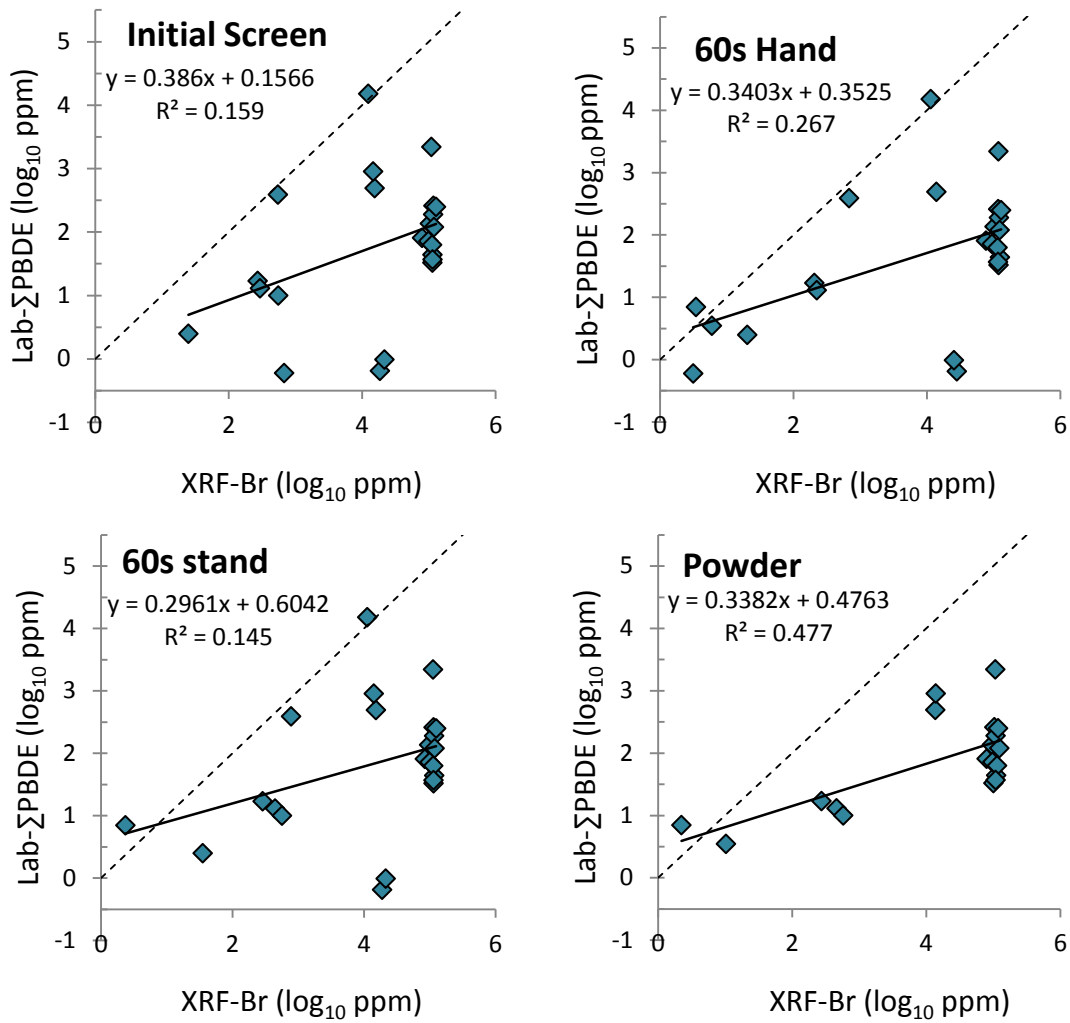 Initial Screen
y = 0.386x + 0.1566
R² = 0.159
Lab-∑PBDE (log₁₀ ppm)
5
4
3
2
1
0
-1
0 2 4 6
XRF-Br (log₁₀ ppm)
60s Hand
y = 0.3403x + 0.3525
R² = 0.267
Lab-∑PBDE (log₁₀ ppm)
5
4
3
2
1
0
-1
0 2 4 6
XRF-Br (log₁₀ ppm)
60s stand
y = 0.2961x + 0.6042
R² = 0.145
Lab-∑PBDE (log₁₀ ppm)
5
4
3
2
1
0
-1
0 2 4 6
XRF-Br (log₁₀ ppm)
Powder
y = 0.3382x + 0.4763
R² = 0.477
Lab-∑PBDE (log₁₀ ppm)
5
4
3
2
1
0
-1
0 2 4 6
XRF-Br (log₁₀ ppm)